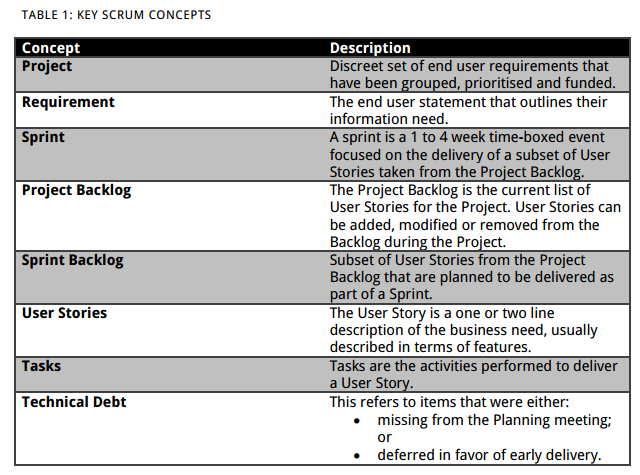 TABLE 1: KEY SCRUM CONCEPTS
Concept Description
Project Discreet set of end user requirements that
have been grouped, prioritised and funded.
Requirement The end user statement that outlines their
information need.
Sprint A sprint is a 1 to 4 week time-boxed event
focused on the delivery of a subset of User
Stories taken from the Project Backlog.
Project Backlog The Project Backlog is the current list of
User Stories for the Project. User Stories can
be added, modified or removed from the
Backlog during the Project.
Sprint Backlog Subset of User Stories from the Project
Backlog that are planned to be delivered as
part of a Sprint.
User Stories The User Story is a one or two line
description of the business need, usually
described in terms of features.
Tasks Tasks are the activities performed to deliver
a User Story.
Technical Debt This refers to items that were either:
• missing from the Planning meeting;
or
• deferred in favor of early delivery.